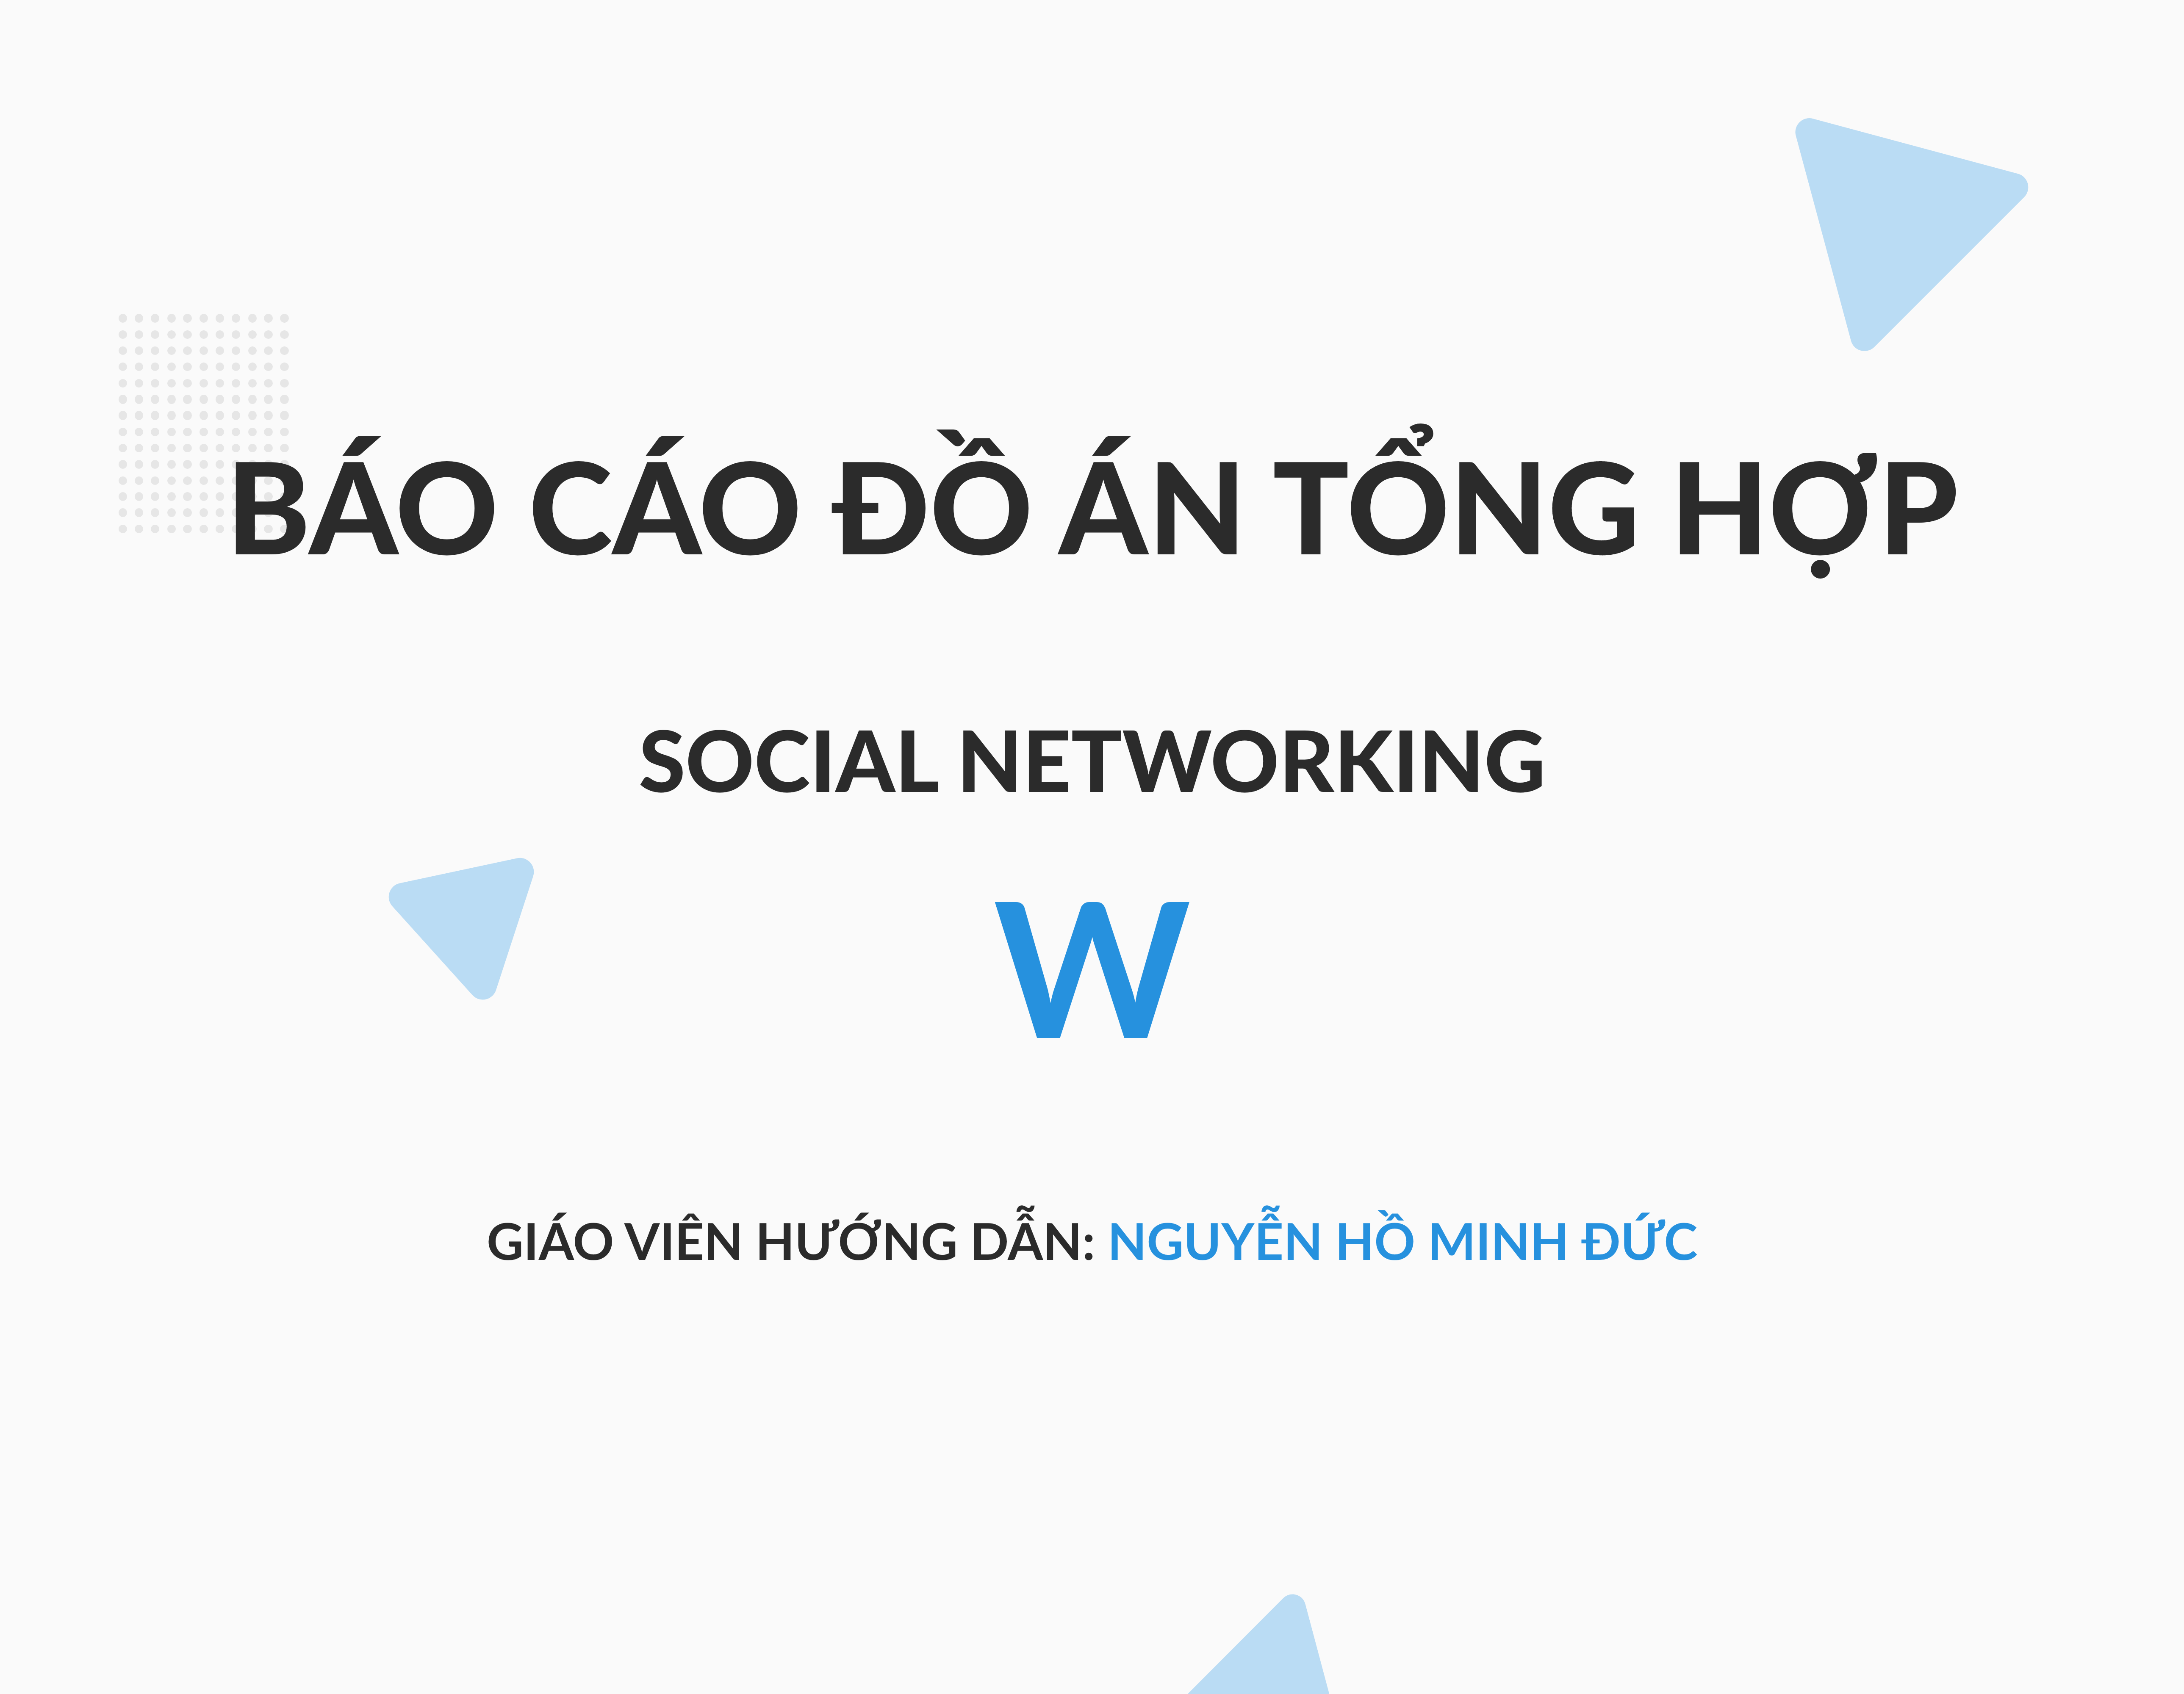 BÁO CÁO ĐỒ ÁN TỔNG HỢP
SOCIAL NETWORKING
W
GIÁO VIÊN HƯỚNG DẪN: NGUYỄN HỒ MINH ĐỨC